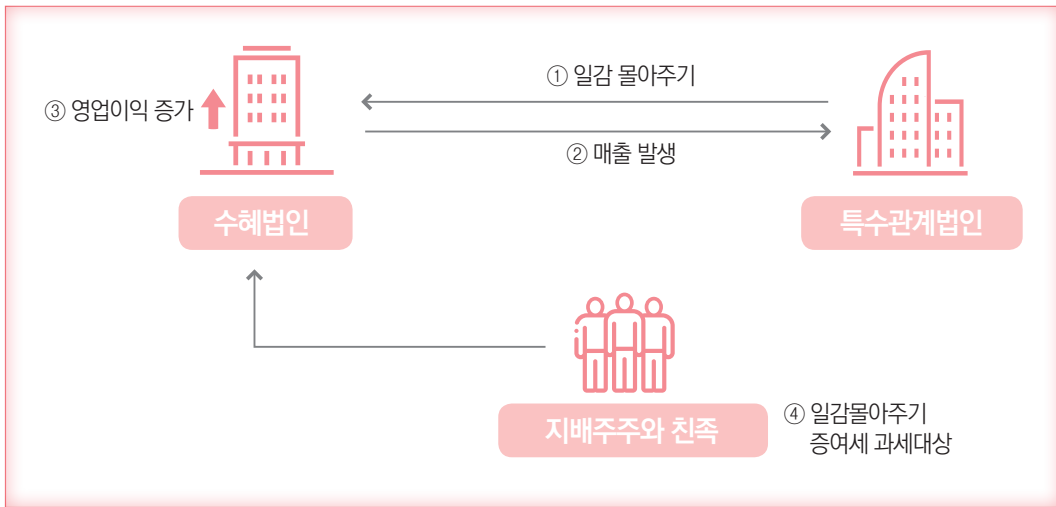 ① 일감 몰아주기
③ 영업이익 증가
② 매출 발생
수혜법인
특수관계법인
지배주주와 친족
④ 일감몰아주기
증여세 과세대상